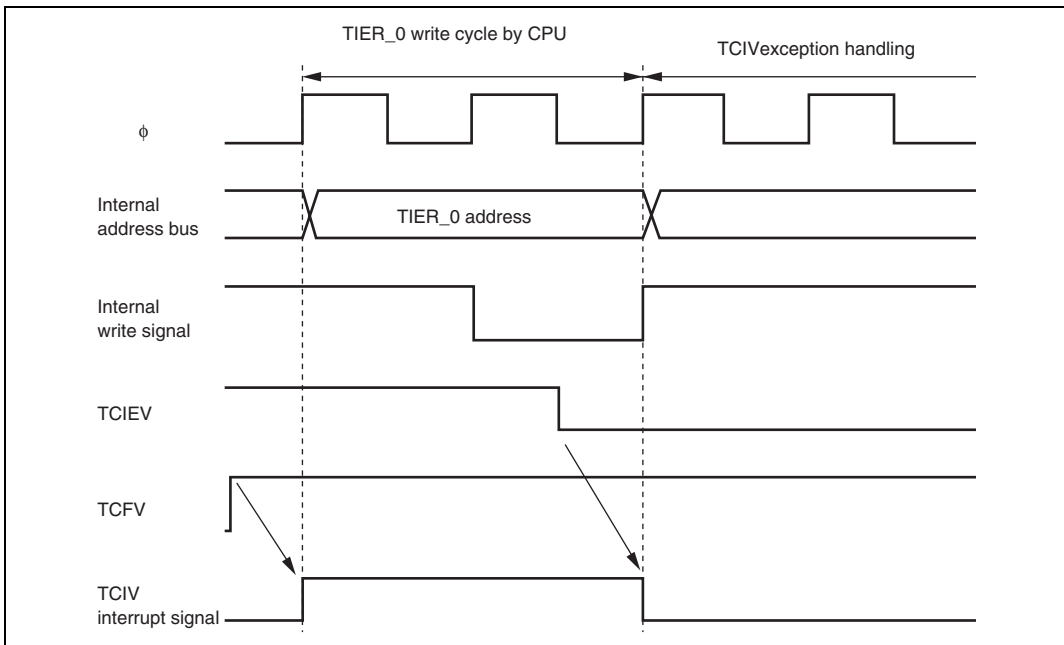 TIER_0 write cycle by CPU
TCIVexception handling
ϕ
Internal
address bus
TIER_0 address
Internal
write signal
TCIEV
TCFV
TCIV
interrupt signal